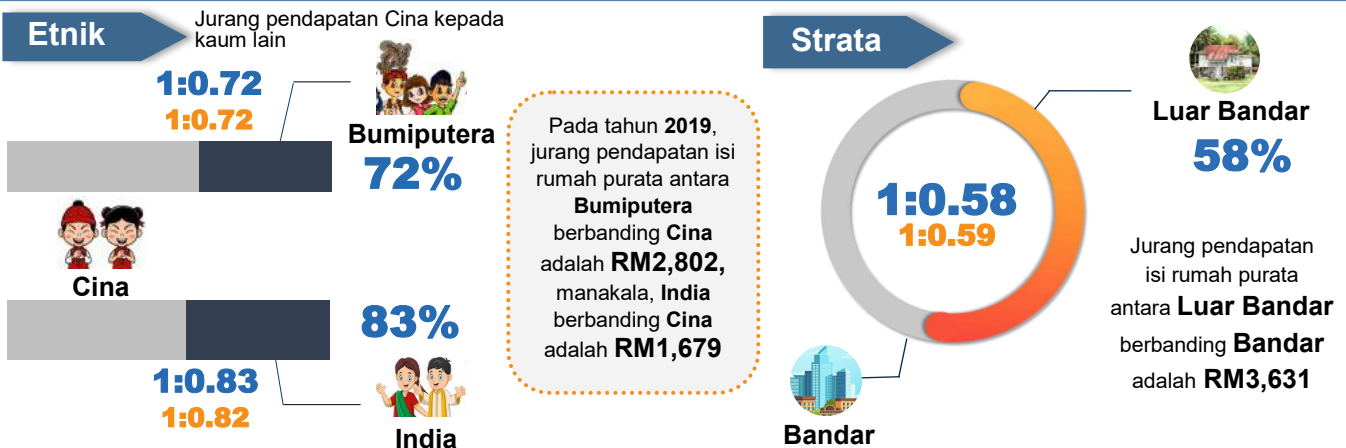 Etnik
Jurang pendapatan Cina kepada
kaum lain
1:0.72
1:0.72
Bumiputera
72%
Cina
83%
1:0.83
1:0.82
India
Pada tahun 2019,
jurang pendapatan isi
rumah purata antara
Bumiputera
berbanding Cina
adalah RM2,802,
manakala, India
berbanding Cina
adalah RM1,679
Strata
Luar Bandar
58%
1:0.58
1:0.59
Jurang pendapatan
isi rumah purata
antara Luar Bandar
berbanding Bandar
adalah RM3,631
Bandar